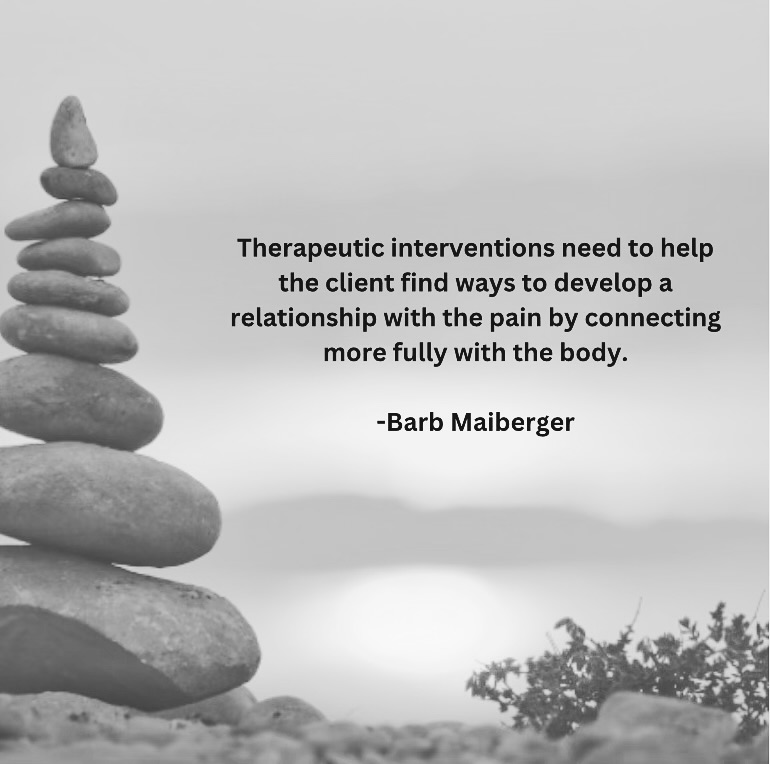 Therapeutic interventions need to help
the client find ways to develop a
relationship with the pain by connecting
more fully with the body.
-Barb Maiberger